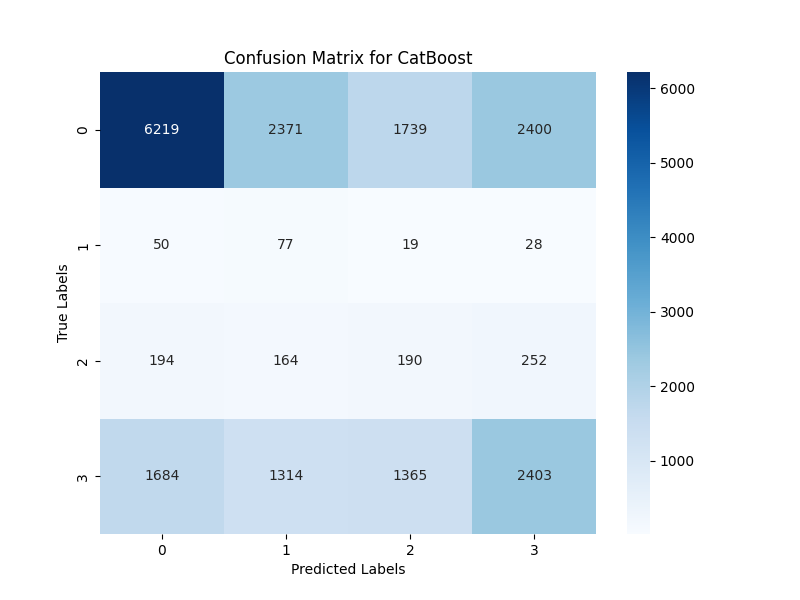 Confusion Matrix for CatBoost
0 6219 2371 1739 2400
1 50 77 19 28
2 194 164 190 252
3 1684 1314 1365 2403
0 1 2 3
Predicted Labels
True Labels
6000
5000
4000
3000
2000
1000